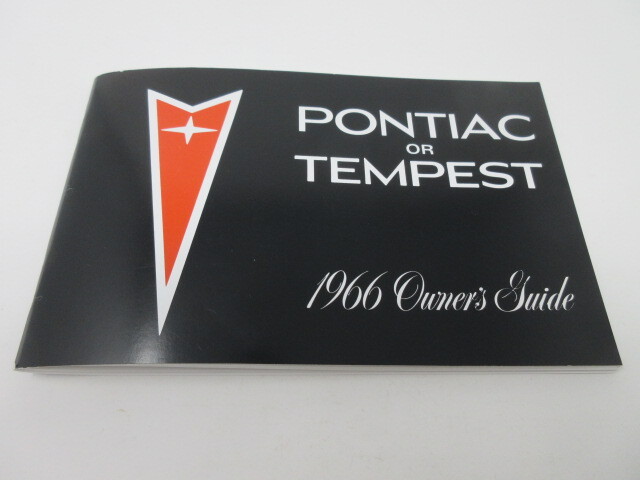 PONTIAC
OR
TEMPEST
1966 Owner's Guide